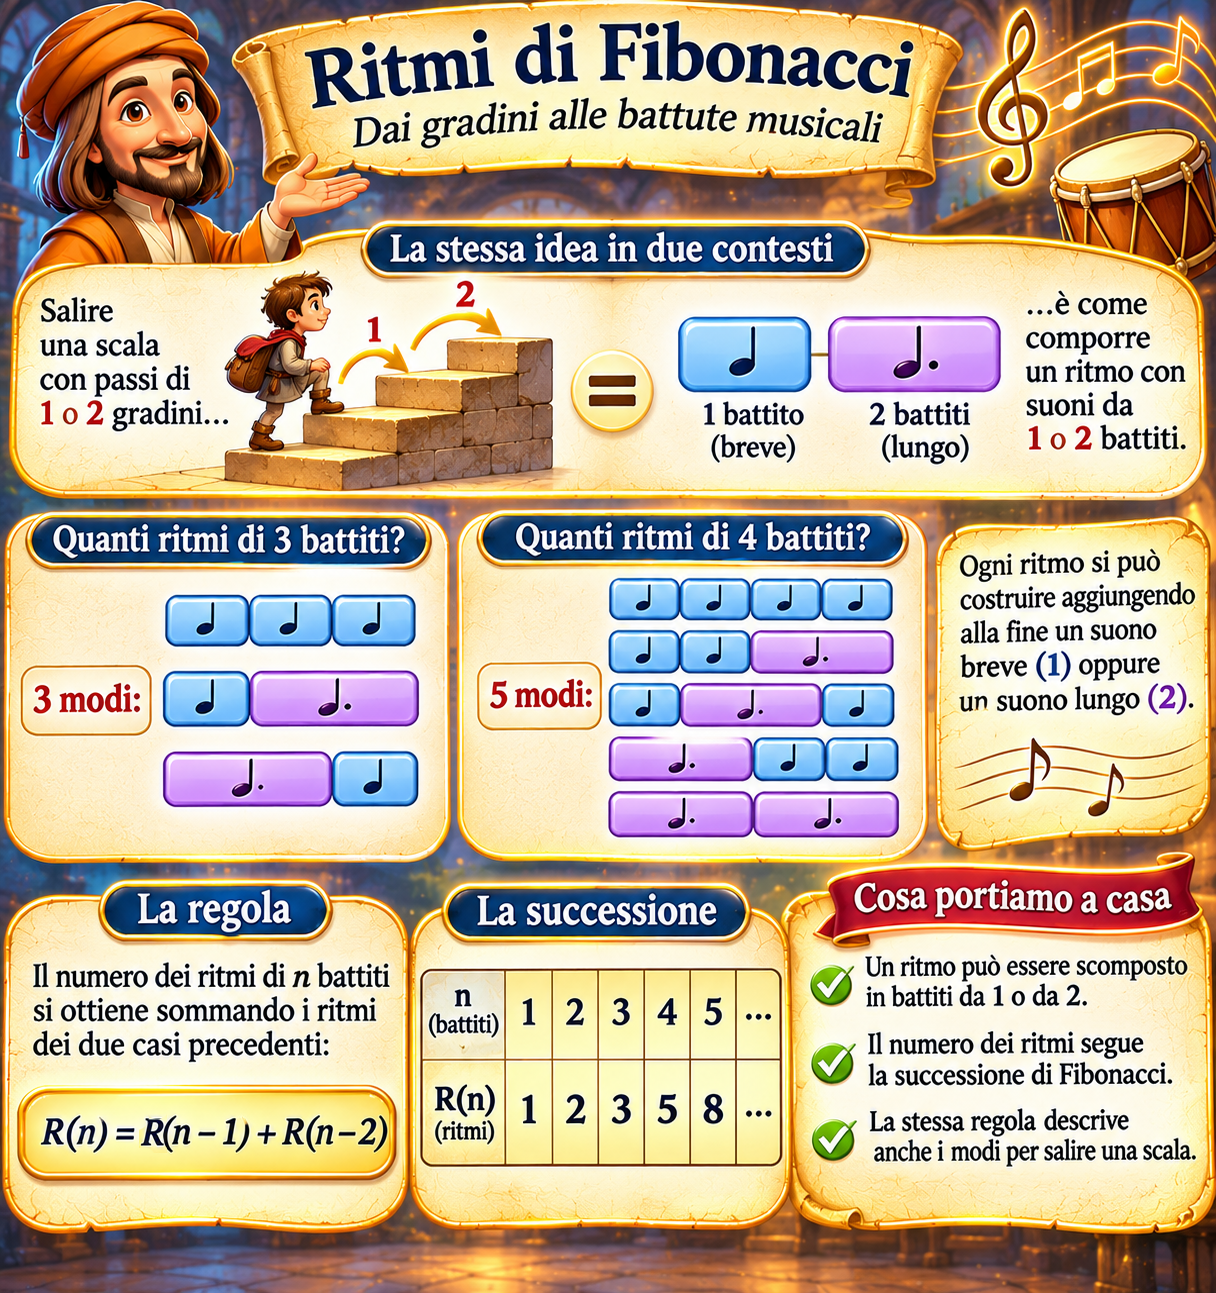 Ritmi di Fibonacci
Dai gradini alle battute musicali
La stessa idea in due contesti
Salire
una scala
con passi di
1 o 2 gradini...
1
2
=
1 battito
(breve)
2 battiti
(lungo)
...è come
comporre
un ritmo con
suoni da
1 o 2 battiti.
Quanti ritmi di 3 battiti?
3 modi:
Quanti ritmi di 4 battiti?
5 modi:
Ogni ritmo si può
costruire aggiungendo
alla fine un suono
breve (1) oppure
un suono lungo (2).
La regola
Il numero dei ritmi di n battiti
si ottiene sommando i ritmi
dei due casi precedenti:
R(n) = R(n – 1) + R(n – 2)
La successione
n (battiti) 1 2 3 4 5 ...
R(n) (ritmi) 1 2 3 5 8 ...
Cosa portiamo a casa
Un ritmo può essere scomposto
in battiti da 1 o da 2.
Il numero dei ritmi segue
la successione di Fibonacci.
La stessa regola descrive
anche i modi per salire una scala.